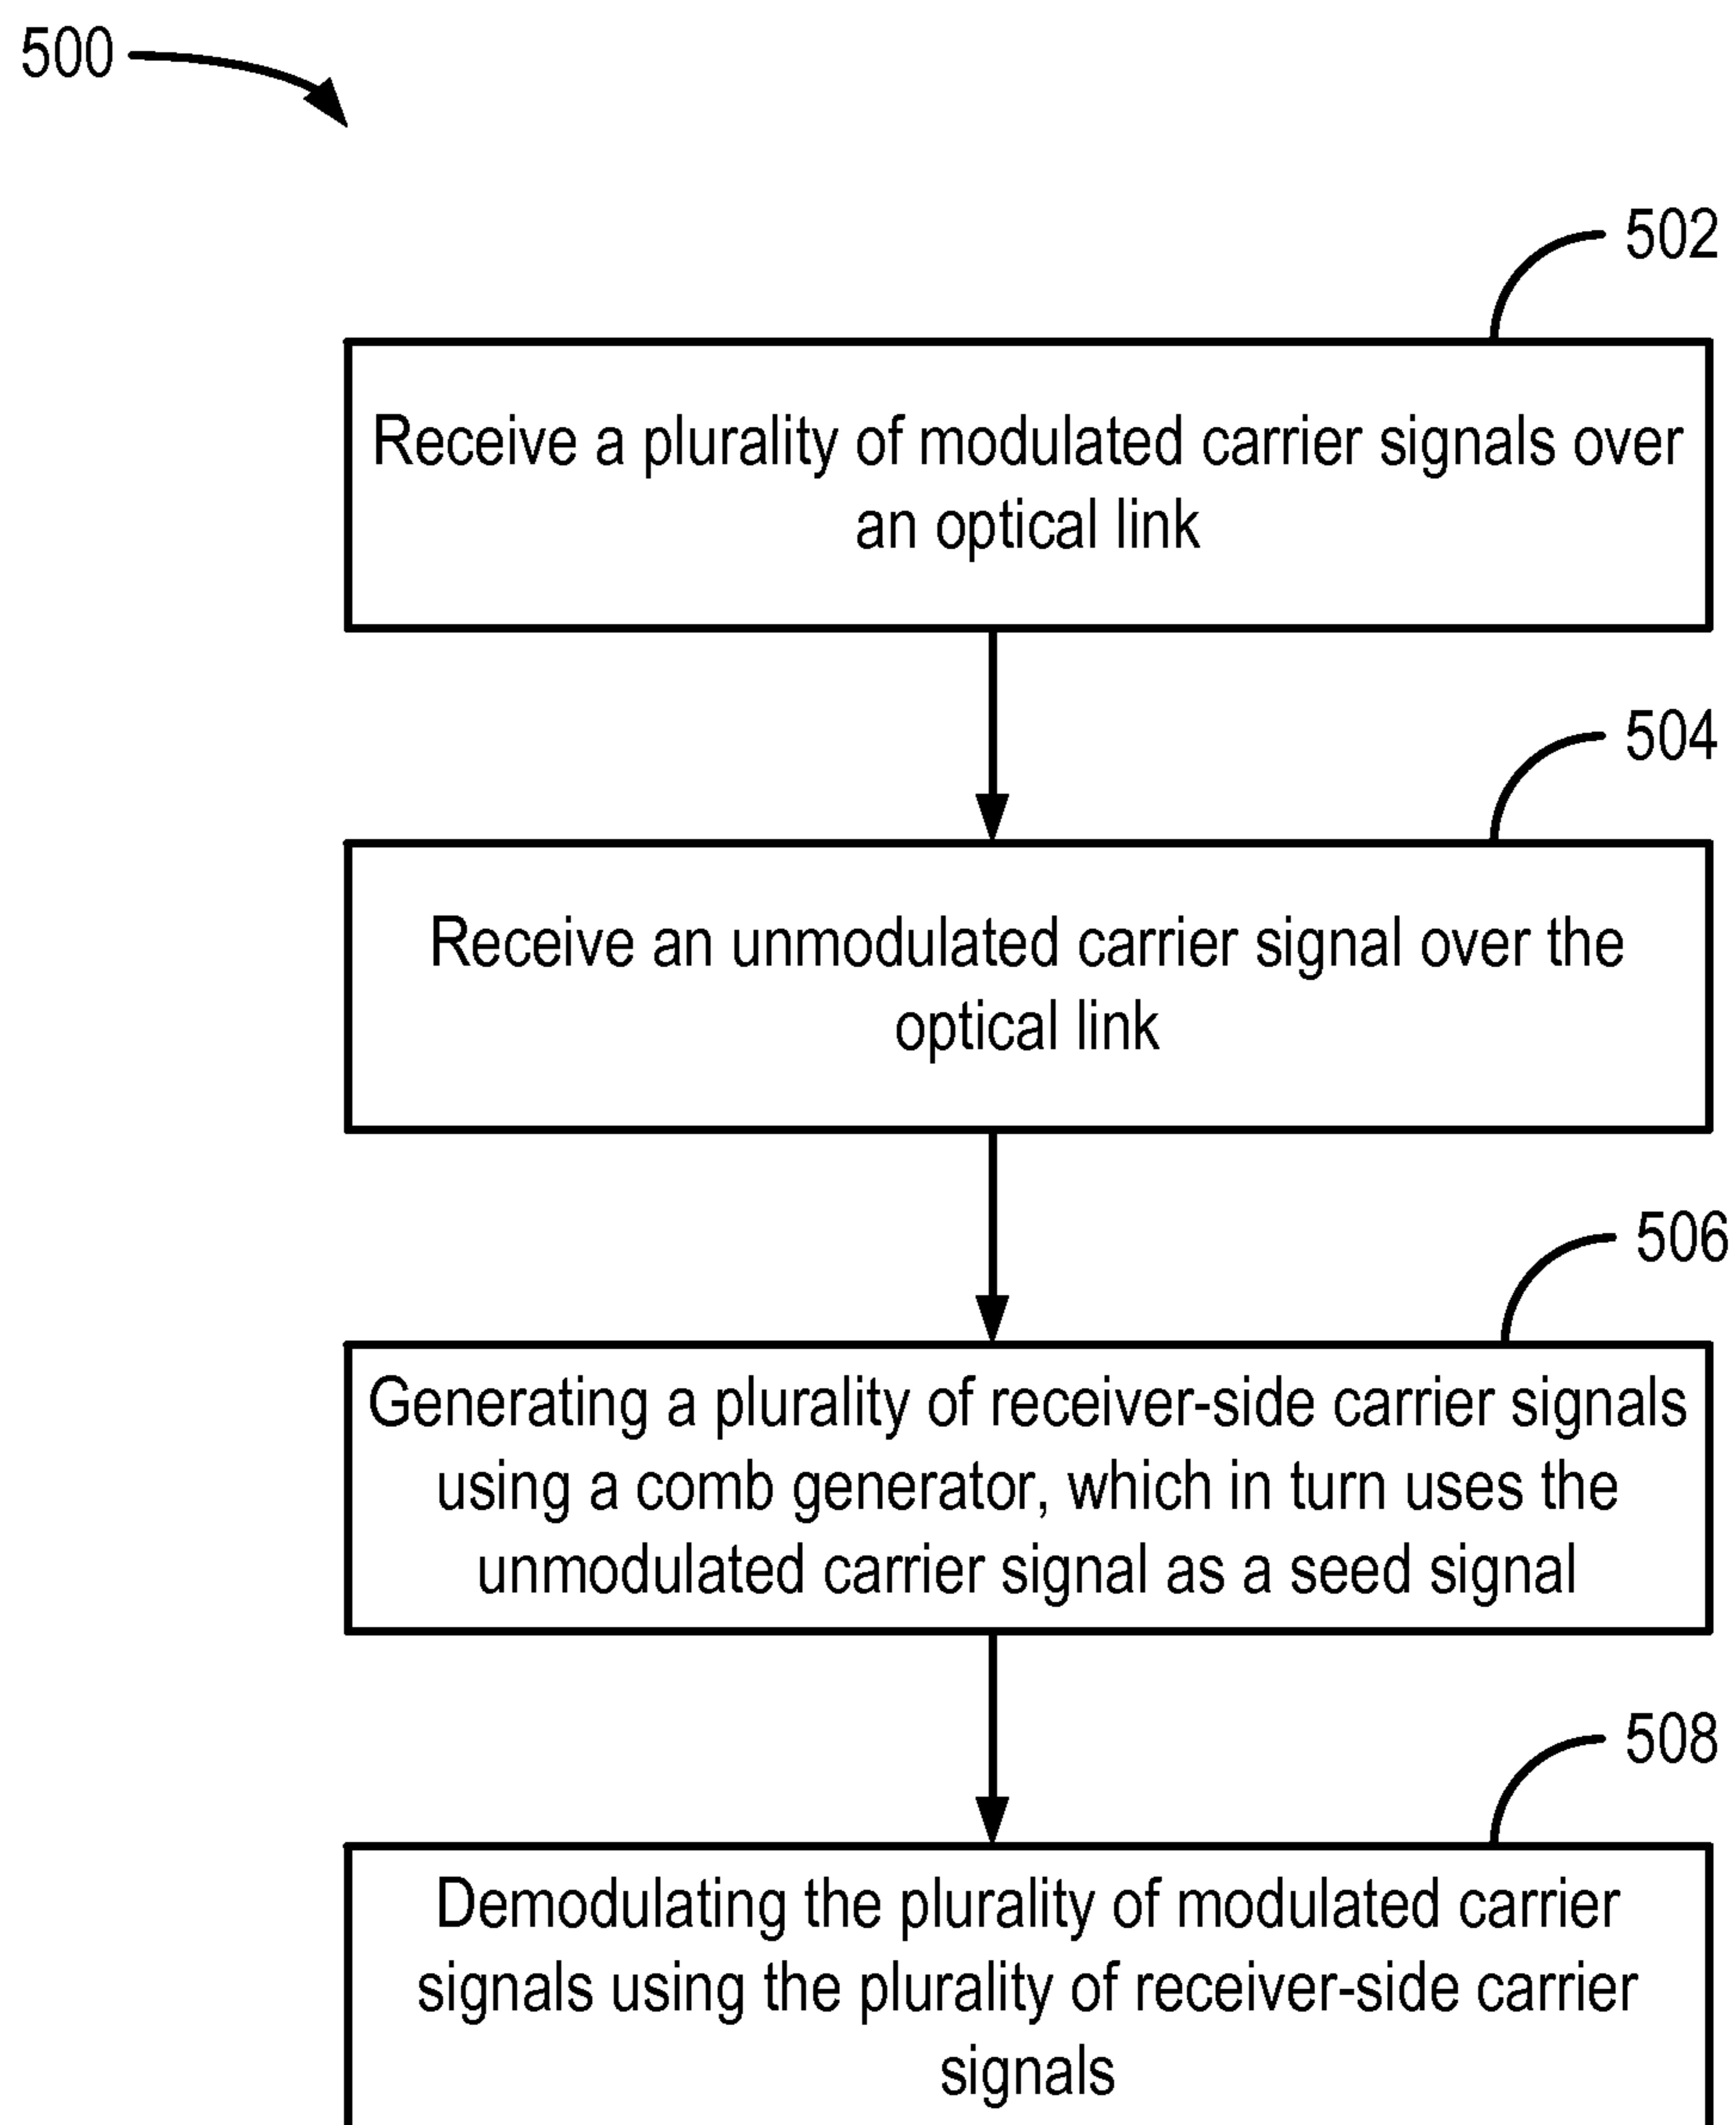 500
502
Receive a plurality of modulated carrier signals over
an optical link
504
Receive an unmodulated carrier signal over the
optical link
506
Generating a plurality of receiver-side carrier signals
using a comb generator, which in turn uses the
unmodulated carrier signal as a seed signal
508
Demodulating the plurality of modulated carrier
signals using the plurality of receiver-side carrier
signals